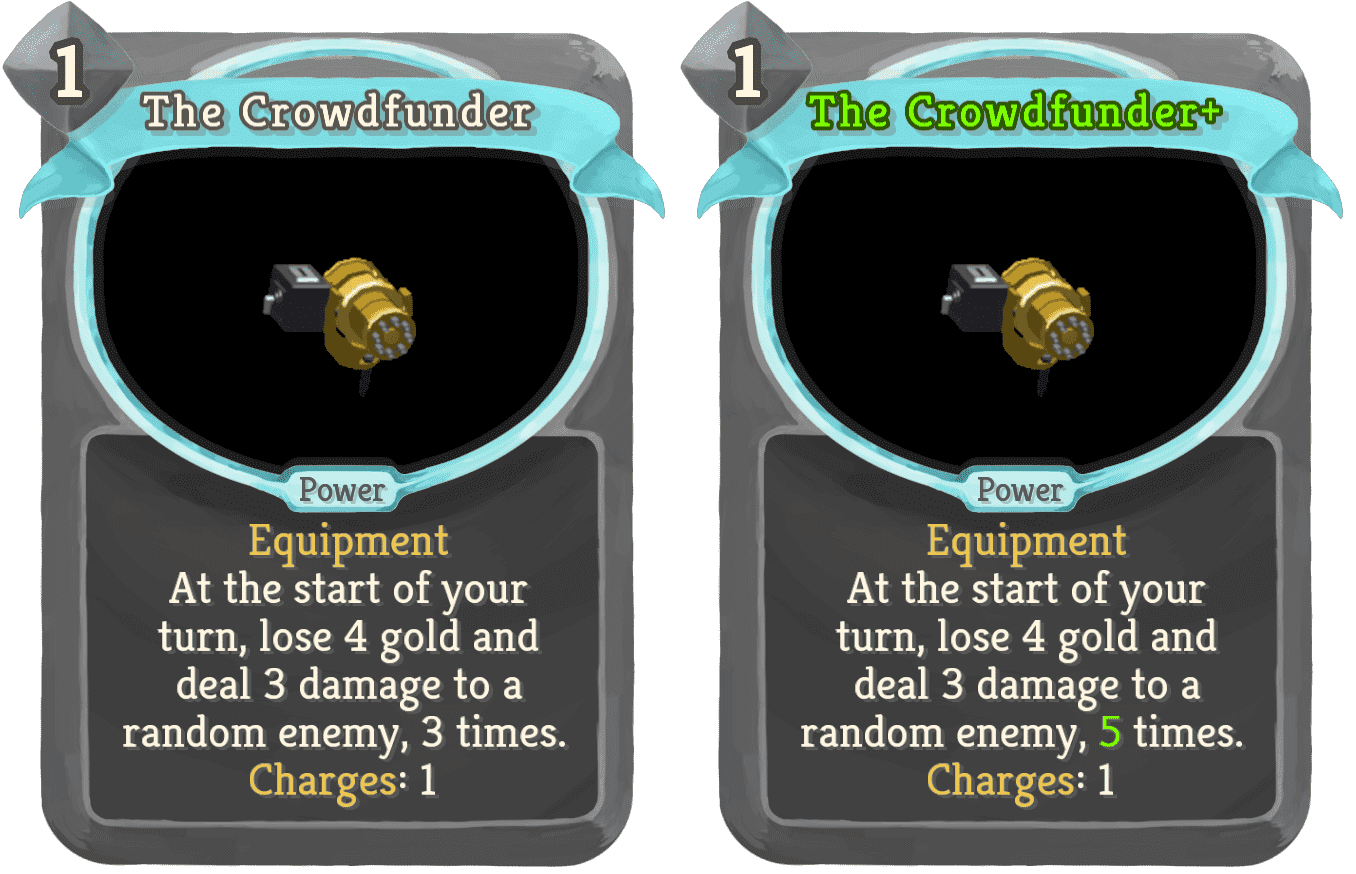 1
The Crowdfunder
Power
Equipment
At the start of your
turn, lose 4 gold and
deal 3 damage to a
random enemy, 3 times.
Charges: 1
1
The Crowdfunder+
Power
Equipment
At the start of your
turn, lose 4 gold and
deal 3 damage to a
random enemy, 5 times.
Charges: 1